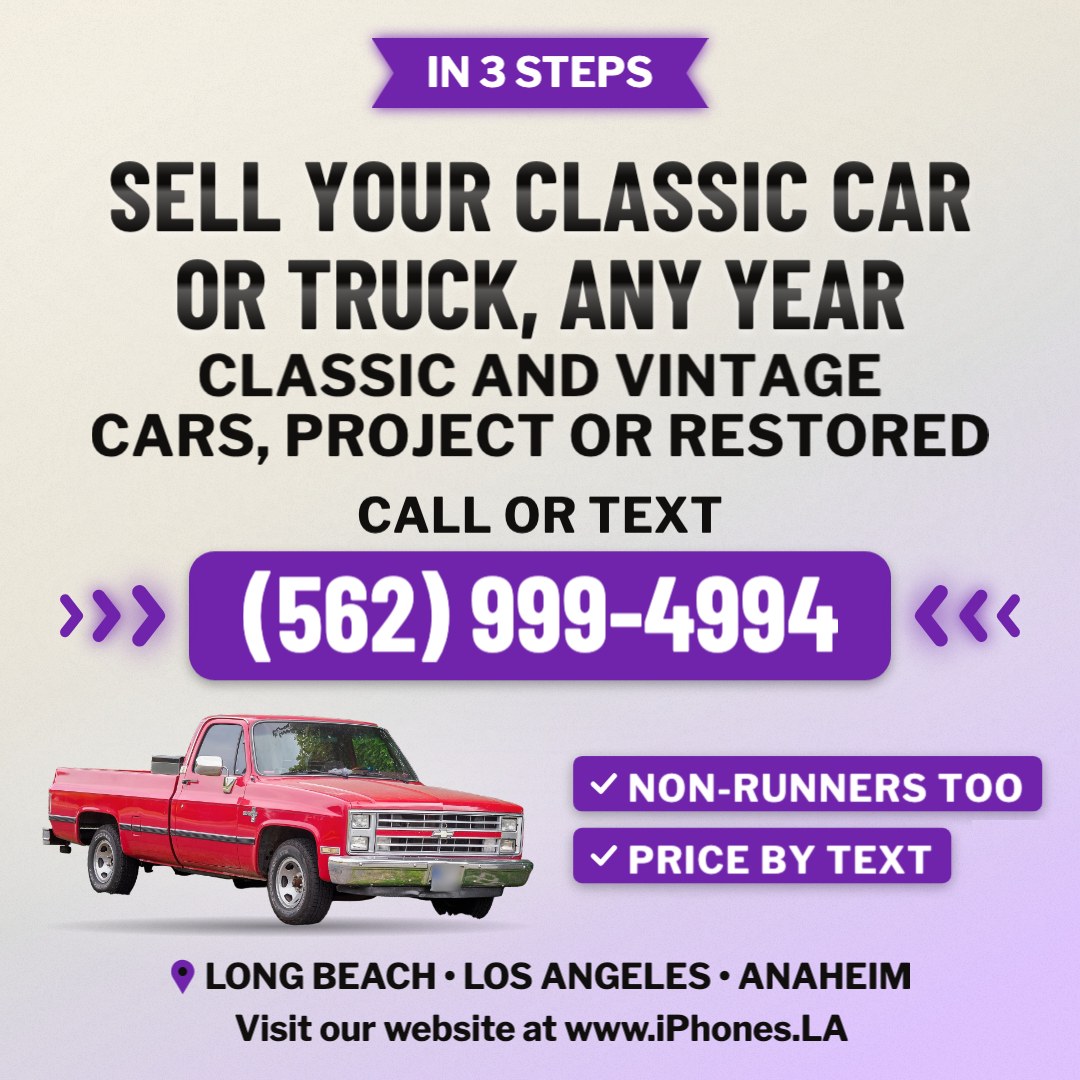 IN 3 STEPS
SELL YOUR CLASSIC CAR
OR TRUCK, ANY YEAR
CLASSIC AND VINTAGE
CARS, PROJECT OR RESTORED
CALL OR TEXT
(562) 999-4994
NON-RUNNERS TOO
PRICE BY TEXT
LONG BEACH • LOS ANGELES • ANAHEIM
Visit our website at www.iPhones.LA